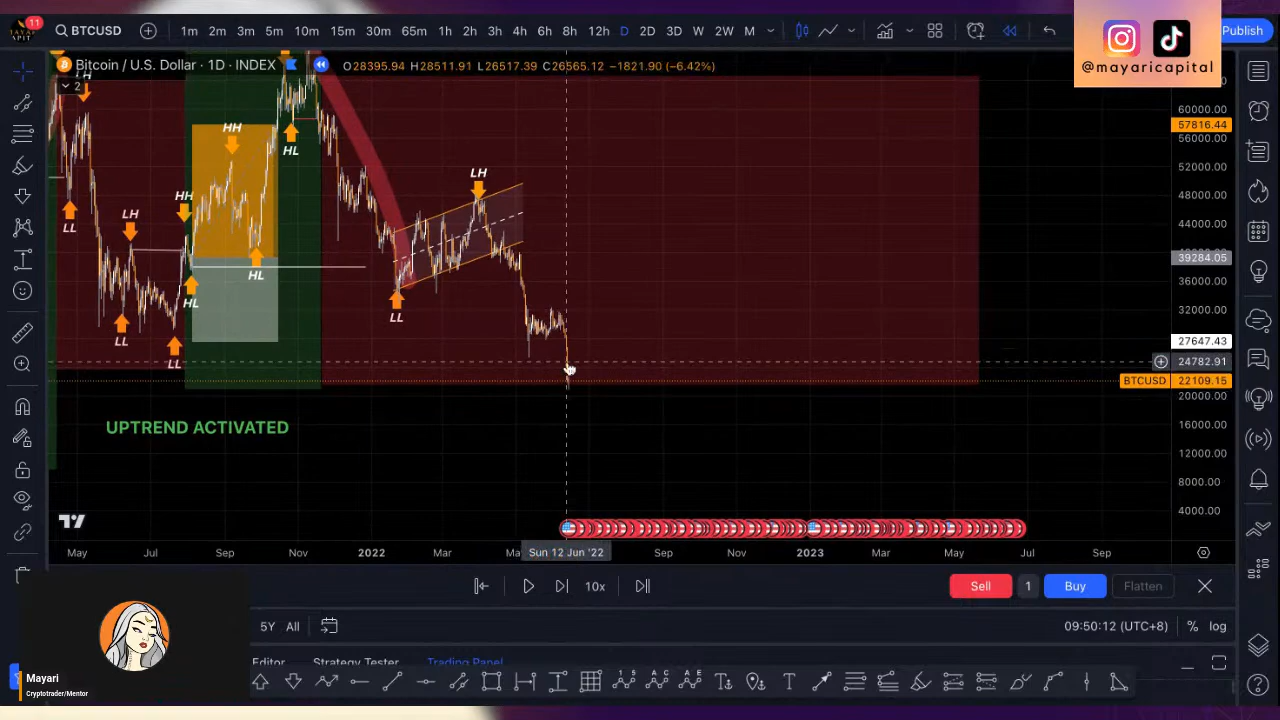 11
BTCUSD
1m 2m 3m 5m 10m 15m 30m 65m 1h 2h 3h 4h 6h 8h 12h D 2D 3D W 2W M
Publish
@mayaricapital
Bitcoin / U.S. Dollar · 1D · INDEX
O28395.94 H28511.91 L26517.39 C26565.12 −1821.90 (−6.42%)
2
LH
HH
HL
LH
HH
LL
LH
HL
HL
LL
LL
LL
UPTREND ACTIVATED
60000.00
57816.44
56000.00
52000.00
48000.00
44000.00
39284.05
36000.00
32000.00
27647.43
24782.91
BTCUSD 22109.15
20000.00
16000.00
12000.00
8000.00
4000.00
May Jul Sep Nov 2022 Mar Sun 12 Jun '22 Sep Nov 2023 Mar May Jul Sep
10x
Sell 1 Buy Flatten
5Y All
09:50:12 (UTC+8) % log
Editor Strategy Tester Trading Panel
Mayari
Cryptotrader/Mentor